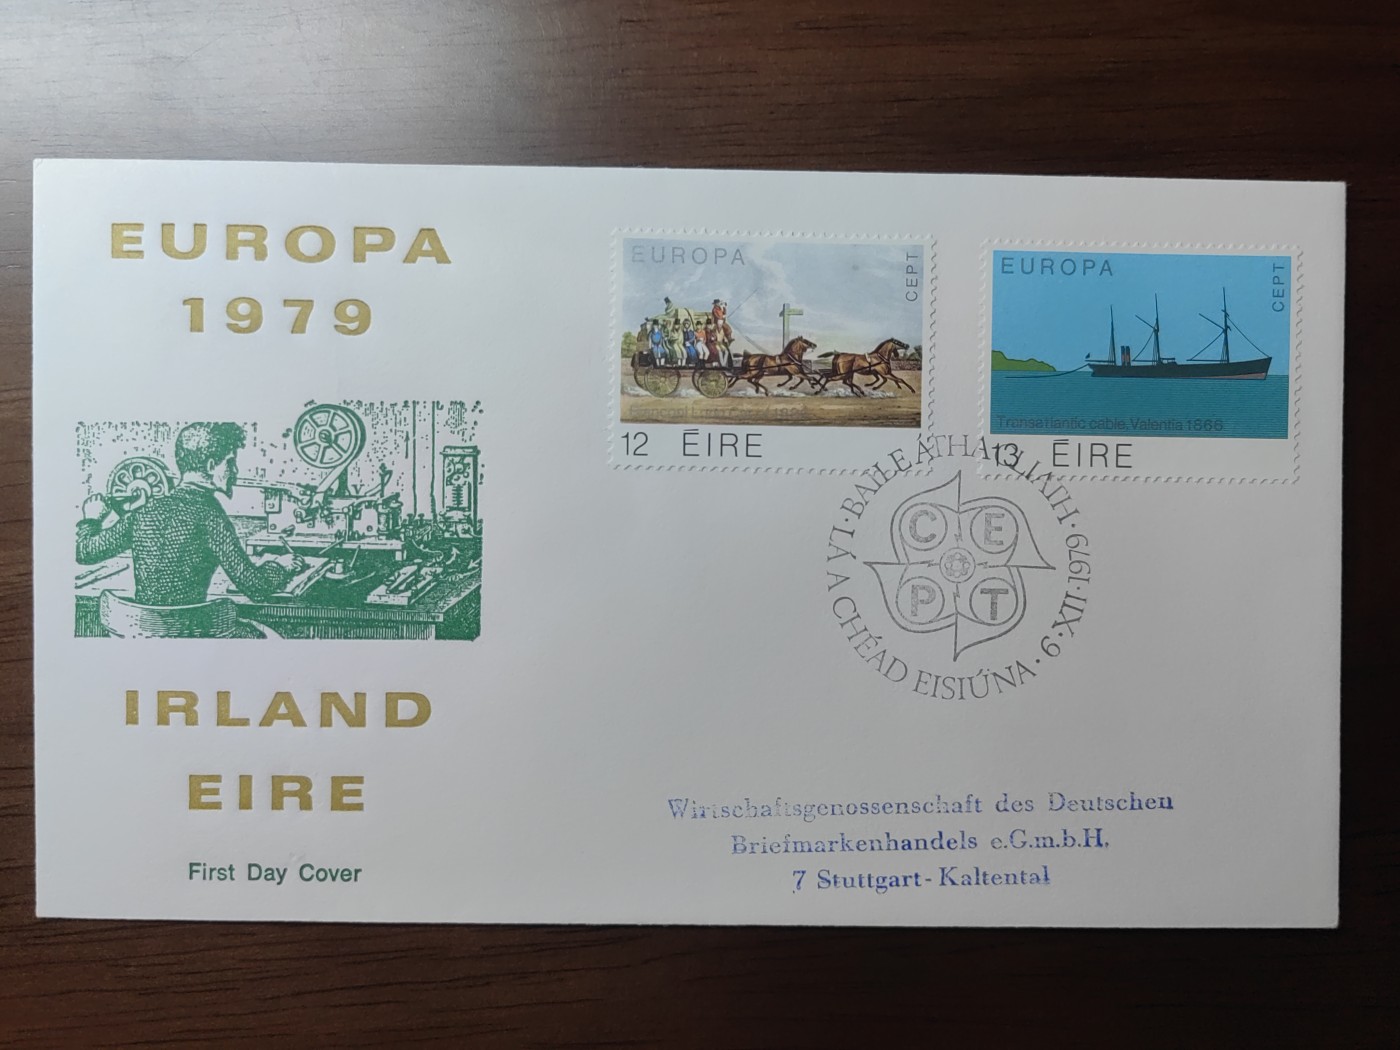 EUROPA
1979
IRLAND
EIRE
First Day Cover
EUROPA
CEPT
12 ÉIRE
EUROPA
CEPT
Transatlantic cable, Valentia 1866
13 ÉIRE
LÁ A CHÉAD EISIÚNA · 6 · XII · 1979 · BAILE ÁTHA CLIATH ·
C E
P T
Wirtschaftsgenossenschaft des Deutschen
Briefmarkenhandels e.G.m.b.H.
7 Stuttgart-Kaltental